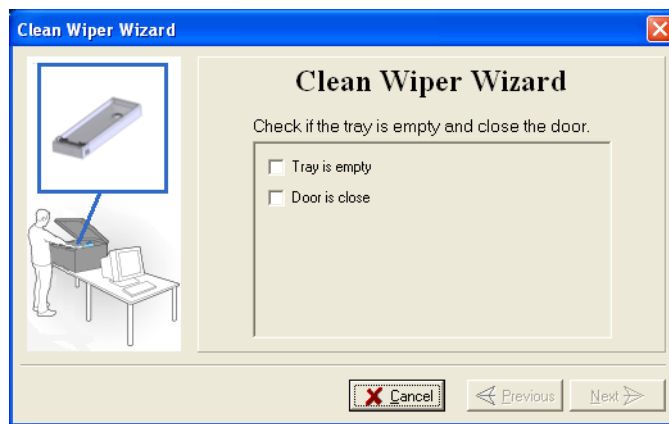 Clean Wiper Wizard
Clean Wiper Wizard
Check if the tray is empty and close the door.
Tray is empty
Door is close
Cancel
Previous
Next